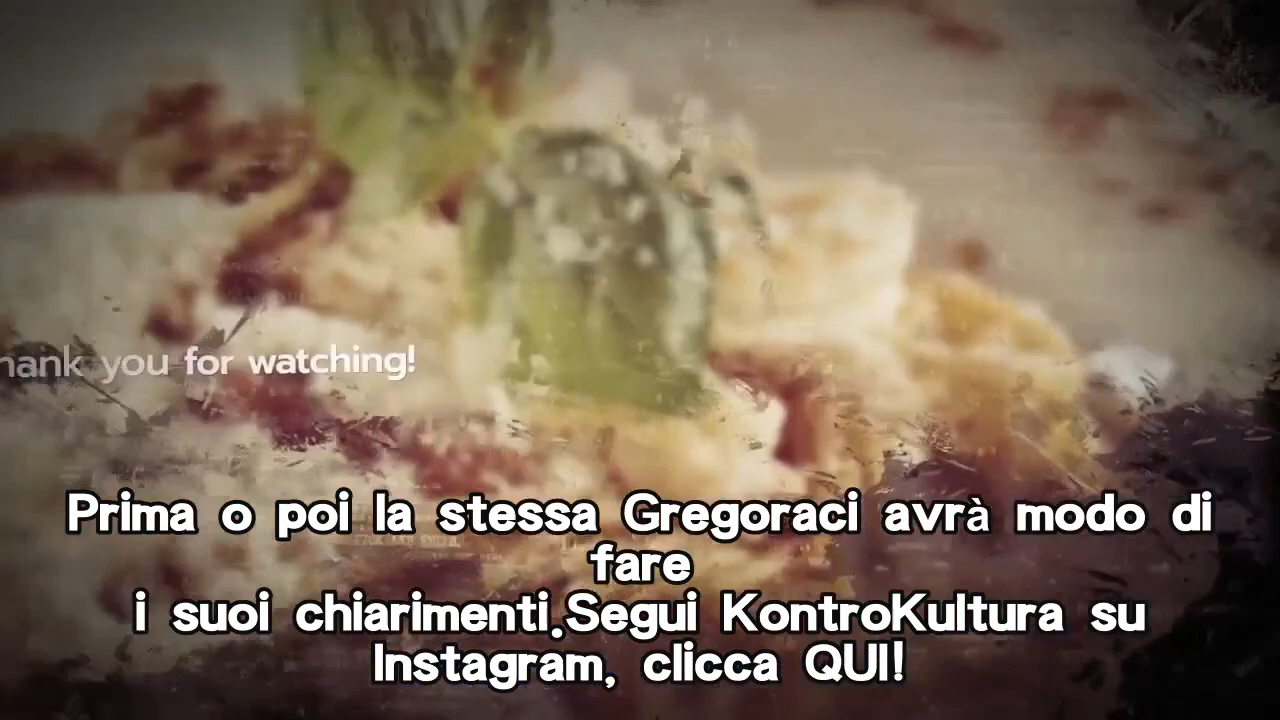 hank you for watching!
Prima o poi la stessa Gregoraci avrà modo di
fare
i suoi chiarimenti.Segui KontroKultura su
Instagram, clicca QUI!